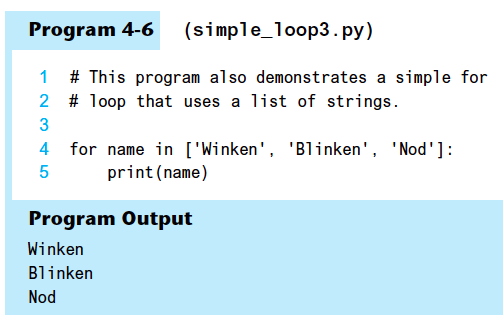 Program 4-6 (simple_loop3.py)
1 # This program also demonstrates a simple for
2 # loop that uses a list of strings.
3
4 for name in ['Winken', 'Blinken', 'Nod']:
5     print(name)
Program Output
Winken
Blinken
Nod